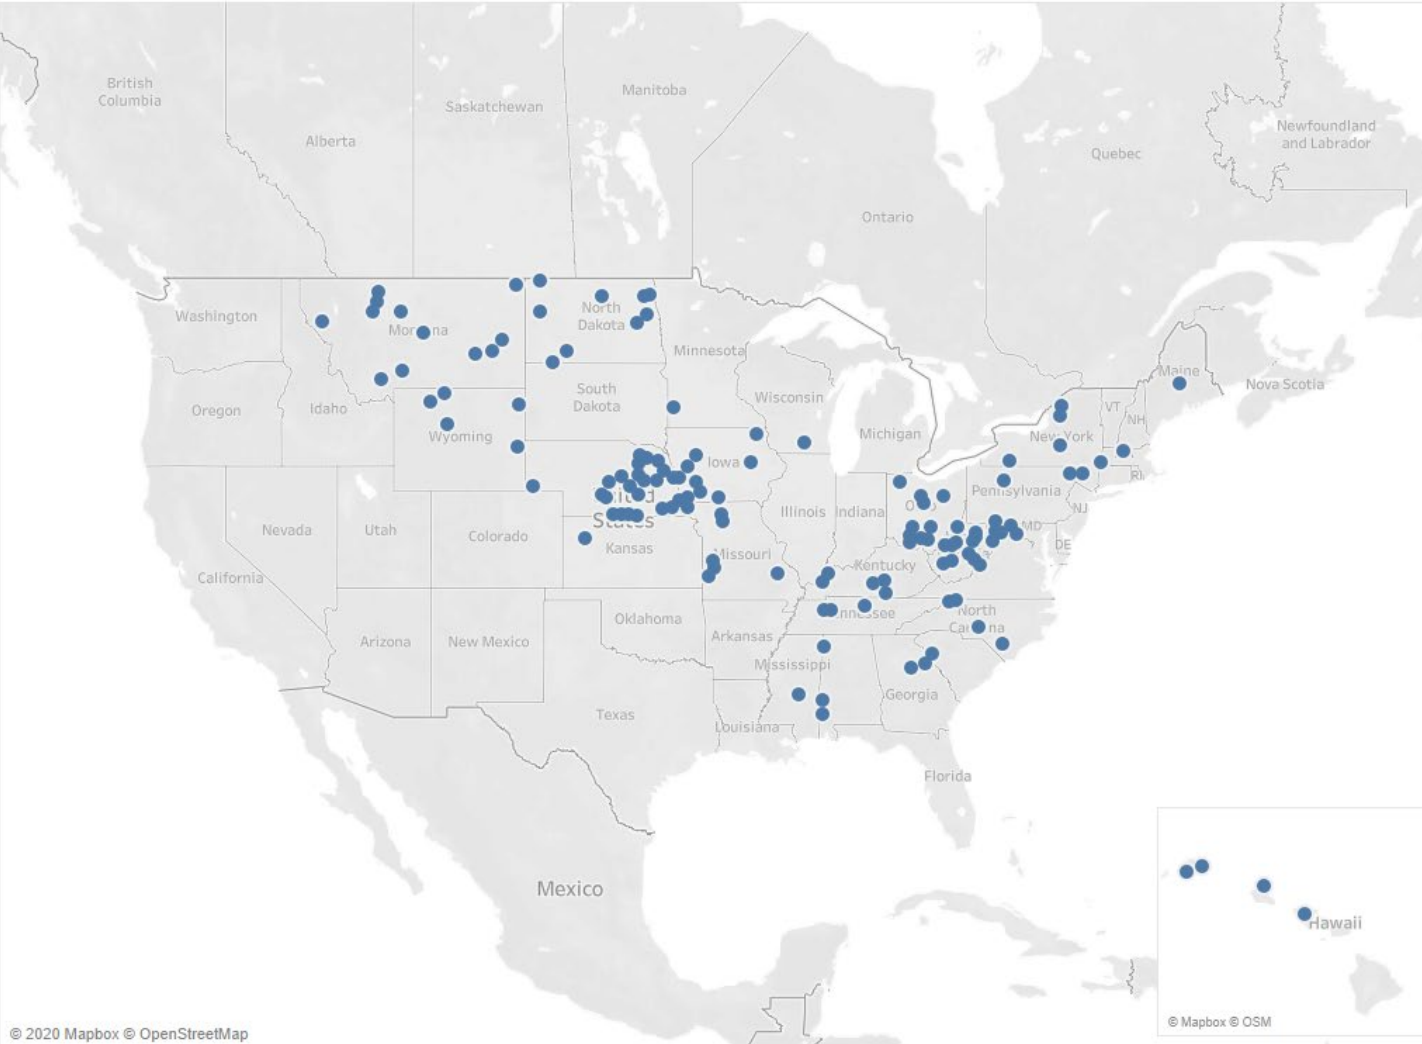 British
Columbia
Alberta
Saskatchewan
Manitoba
Ontario
Quebec
Newfoundland
and Labrador
Washington
North
Dakota
Minnesota
Maine
Nova Scotia
Oregon
Idaho
South
Dakota
Wisconsin
Michigan
VT
NH
New York
Wyoming
Iowa
RI
Pennsylvania
NJ
Nevada
Utah
Colorado
States
Kansas
Missouri
Illinois
Indiana
MD
DE
California
Kentucky
Arizona
New Mexico
Oklahoma
Arkansas
North
Mississippi
Georgia
Texas
Louisiana
Florida
Mexico
Hawaii
© Mapbox © OSM
© 2020 Mapbox © OpenStreetMap